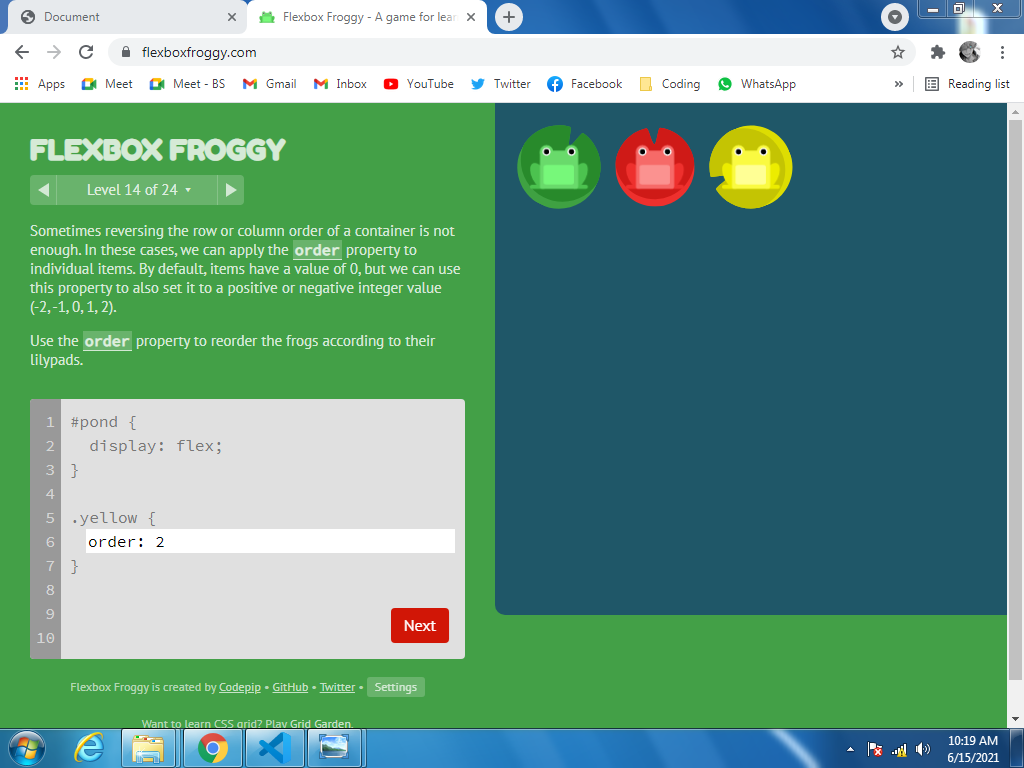 Document
Flexbox Froggy - A game for lear
flexboxfroggy.com
Apps Meet Meet - BS Gmail Inbox YouTube Twitter Facebook Coding WhatsApp » Reading list
FLEXBOX FROGGY
Level 14 of 24
Sometimes reversing the row or column order of a container is not
enough. In these cases, we can apply the order property to
individual items. By default, items have a value of 0, but we can use
this property to also set it to a positive or negative integer value
(-2, -1, 0, 1, 2).
Use the order property to reorder the frogs according to their
lilypads.
1 #pond {
2 display: flex;
3 }
4
5 .yellow {
6 order: 2
7 }
8
9
10
Next
Flexbox Froggy is created by Codepip • GitHub • Twitter • Settings
Want to learn CSS grid? Play Grid Garden.
10:19 AM
6/15/2021